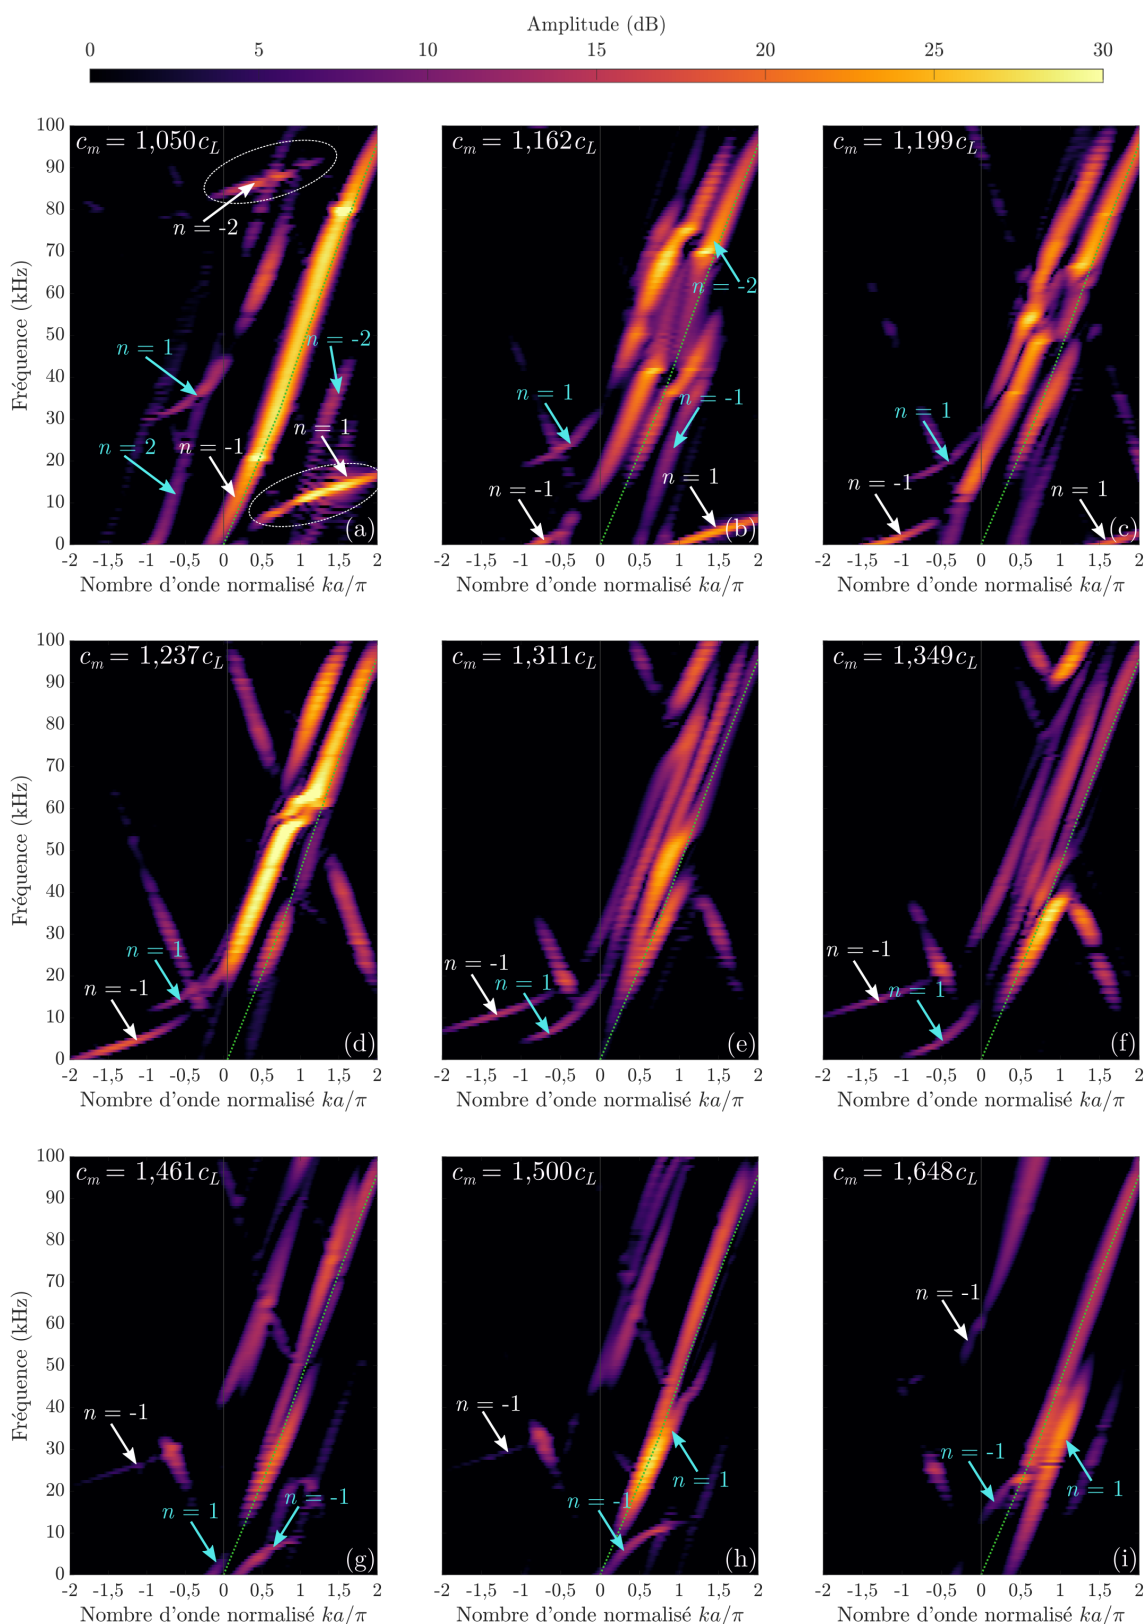 Amplitude (dB)
0 5 10 15 20 25 30
Fréquence (kHz)
100
90
80
70
60
50
40
30
20
10
0
c_m = 1,050c_L
n = -2
n = 1
n = -2
n = 2
n = -1
n = 1
(a)
-2 -1,5 -1 -0,5 0 0,5 1 1,5 2
Nombre d'onde normalisé ka/π
c_m = 1,162c_L
n = -2
n = 1
n = -1
n = -1
n = 1
(b)
-2 -1,5 -1 -0,5 0 0,5 1 1,5 2
Nombre d'onde normalisé ka/π
c_m = 1,199c_L
n = 1
n = -1
n = 1
(c)
-2 -1,5 -1 -0,5 0 0,5 1 1,5 2
Nombre d'onde normalisé ka/π
Fréquence (kHz)
100
90
80
70
60
50
40
30
20
10
0
c_m = 1,237c_L
n = 1
n = -1
(d)
-2 -1,5 -1 -0,5 0 0,5 1 1,5 2
Nombre d'onde normalisé ka/π
c_m = 1,311c_L
n = -1
n = 1
(e)
-2 -1,5 -1 -0,5 0 0,5 1 1,5 2
Nombre d'onde normalisé ka/π
c_m = 1,349c_L
n = -1
n = 1
(f)
-2 -1,5 -1 -0,5 0 0,5 1 1,5 2
Nombre d'onde normalisé ka/π
Fréquence (kHz)
100
90
80
70
60
50
40
30
20
10
0
c_m = 1,461c_L
n = -1
n = 1
n = -1
(g)
-2 -1,5 -1 -0,5 0 0,5 1 1,5 2
Nombre d'onde normalisé ka/π
c_m = 1,500c_L
n = -1
n = 1
n = -1
(h)
-2 -1,5 -1 -0,5 0 0,5 1 1,5 2
Nombre d'onde normalisé ka/π
c_m = 1,648c_L
n = -1
n = -1
n = 1
(i)
-2 -1,5 -1 -0,5 0 0,5 1 1,5 2
Nombre d'onde normalisé ka/π